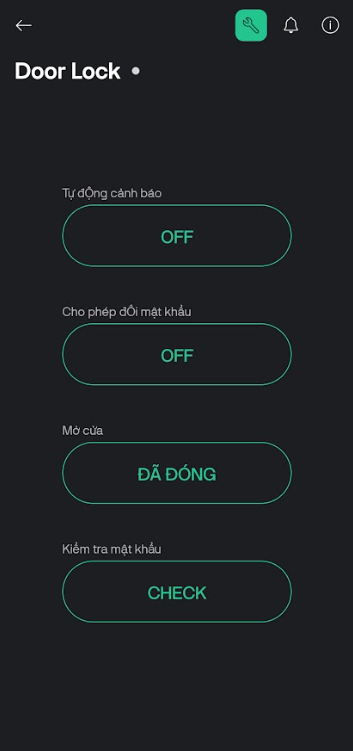 Door Lock
Tự đỘng cảnh báo
OFF
Cho phép đỔi mật khẩu
OFF
Mở cửa
ĐÃ ĐÓNG
Kiểm tra mật khẩu
CHECK